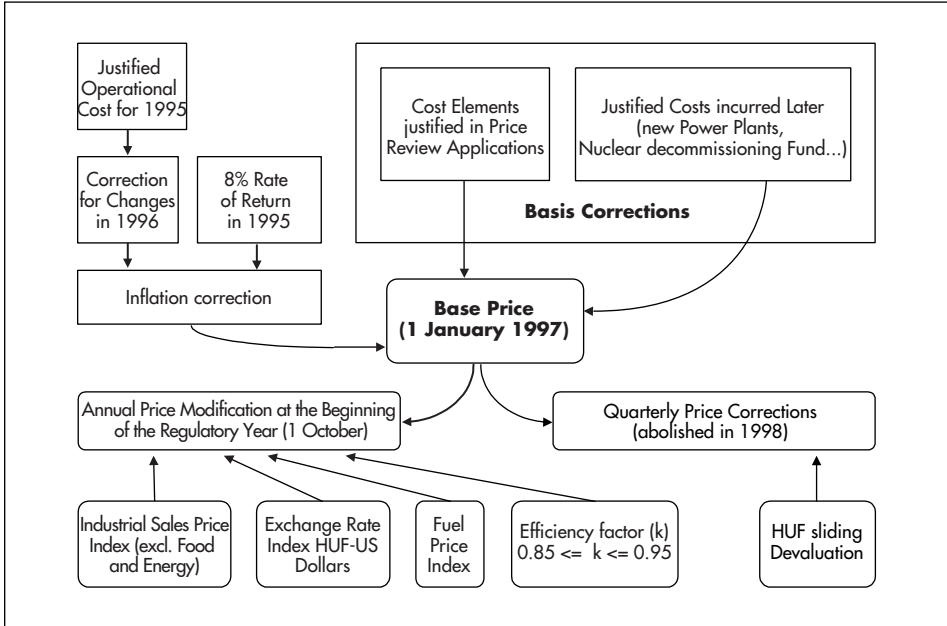 Justified
Operational
Cost for 1995
Correction
for Changes
in 1996
8% Rate
of Return
in 1995
Inflation correction
Cost Elements
justified in Price
Review Applications
Justified Costs incurred Later
(new Power Plants,
Nuclear decommissioning Fund...)
Basis Corrections
Base Price
(1 January 1997)
Annual Price Modification at the Beginning
of the Regulatory Year (1 October)
Quarterly Price Corrections
(abolished in 1998)
Industrial Sales Price
Index (excl. Food
and Energy)
Exchange Rate
Index HUF-US
Dollars
Fuel
Price
Index
Efficiency factor (k)
0.85 <= k <= 0.95
HUF sliding
Devaluation